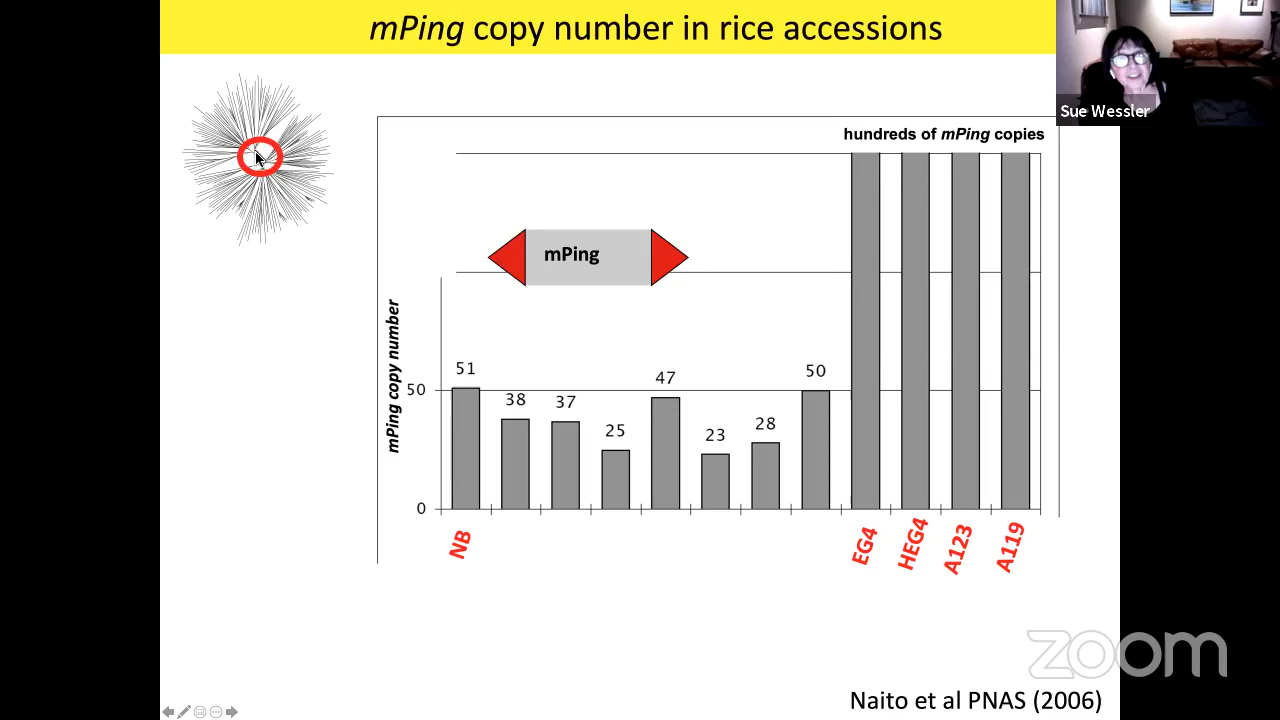 mPing copy number in rice accessions
Sue Wessler
hundreds of mPing copies
mPing
mPing copy number
51
38
37
25
47
23
28
50
50
0
NB
EG4
HEG4
A123
A119
zoom
Naito et al PNAS (2006)